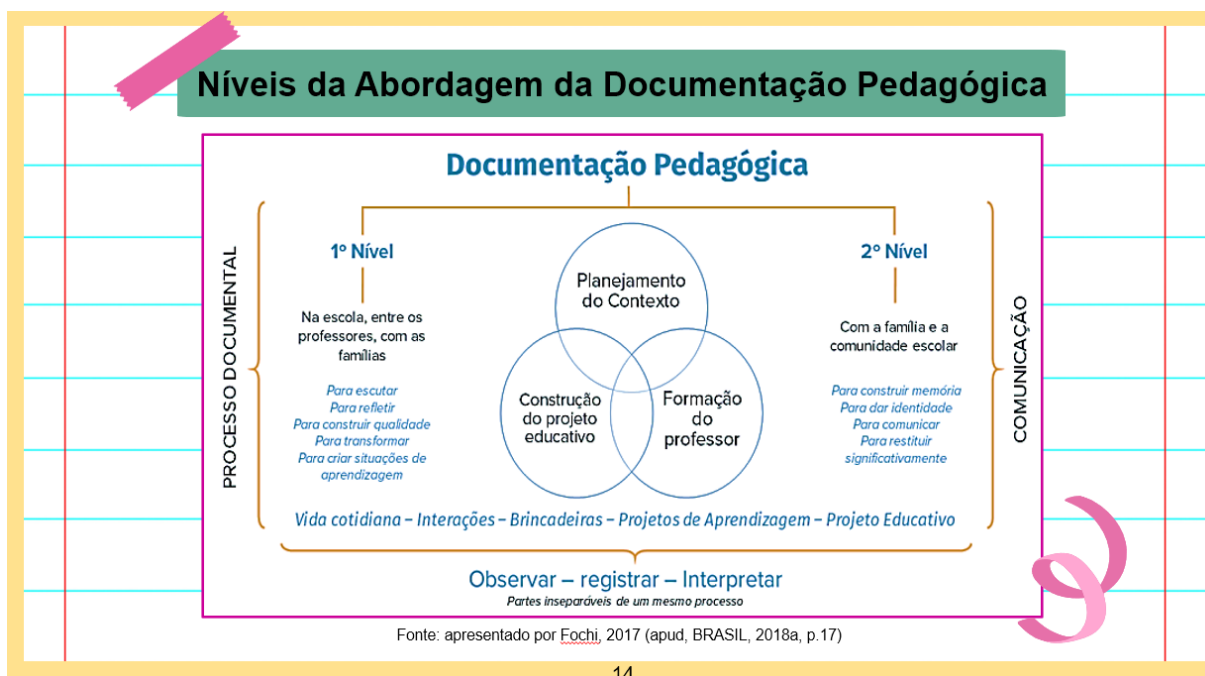 Níveis da Abordagem da Documentação Pedagógica
Documentação Pedagógica
PROCESSO DOCUMENTAL
1º Nível
Na escola, entre os
professores, com as
famílias
Para escutar
Para refletir
Para construir qualidade
Para transformar
Para criar situações de
aprendizagem
Planejamento
do Contexto
Construção
do projeto
educativo
Formação
do
professor
2º Nível
Com a família e a
comunidade escolar
Para construir memória
Para dar identidade
Para comunicar
Para restituir
significativamente
COMUNICAÇÃO
Vida cotidiana – Interações – Brincadeiras – Projetos de Aprendizagem – Projeto Educativo
Observar – registrar – Interpretar
Partes inseparáveis de um mesmo processo
Fonte: apresentado por Fochi, 2017 (apud, BRASIL, 2018a, p.17)
14